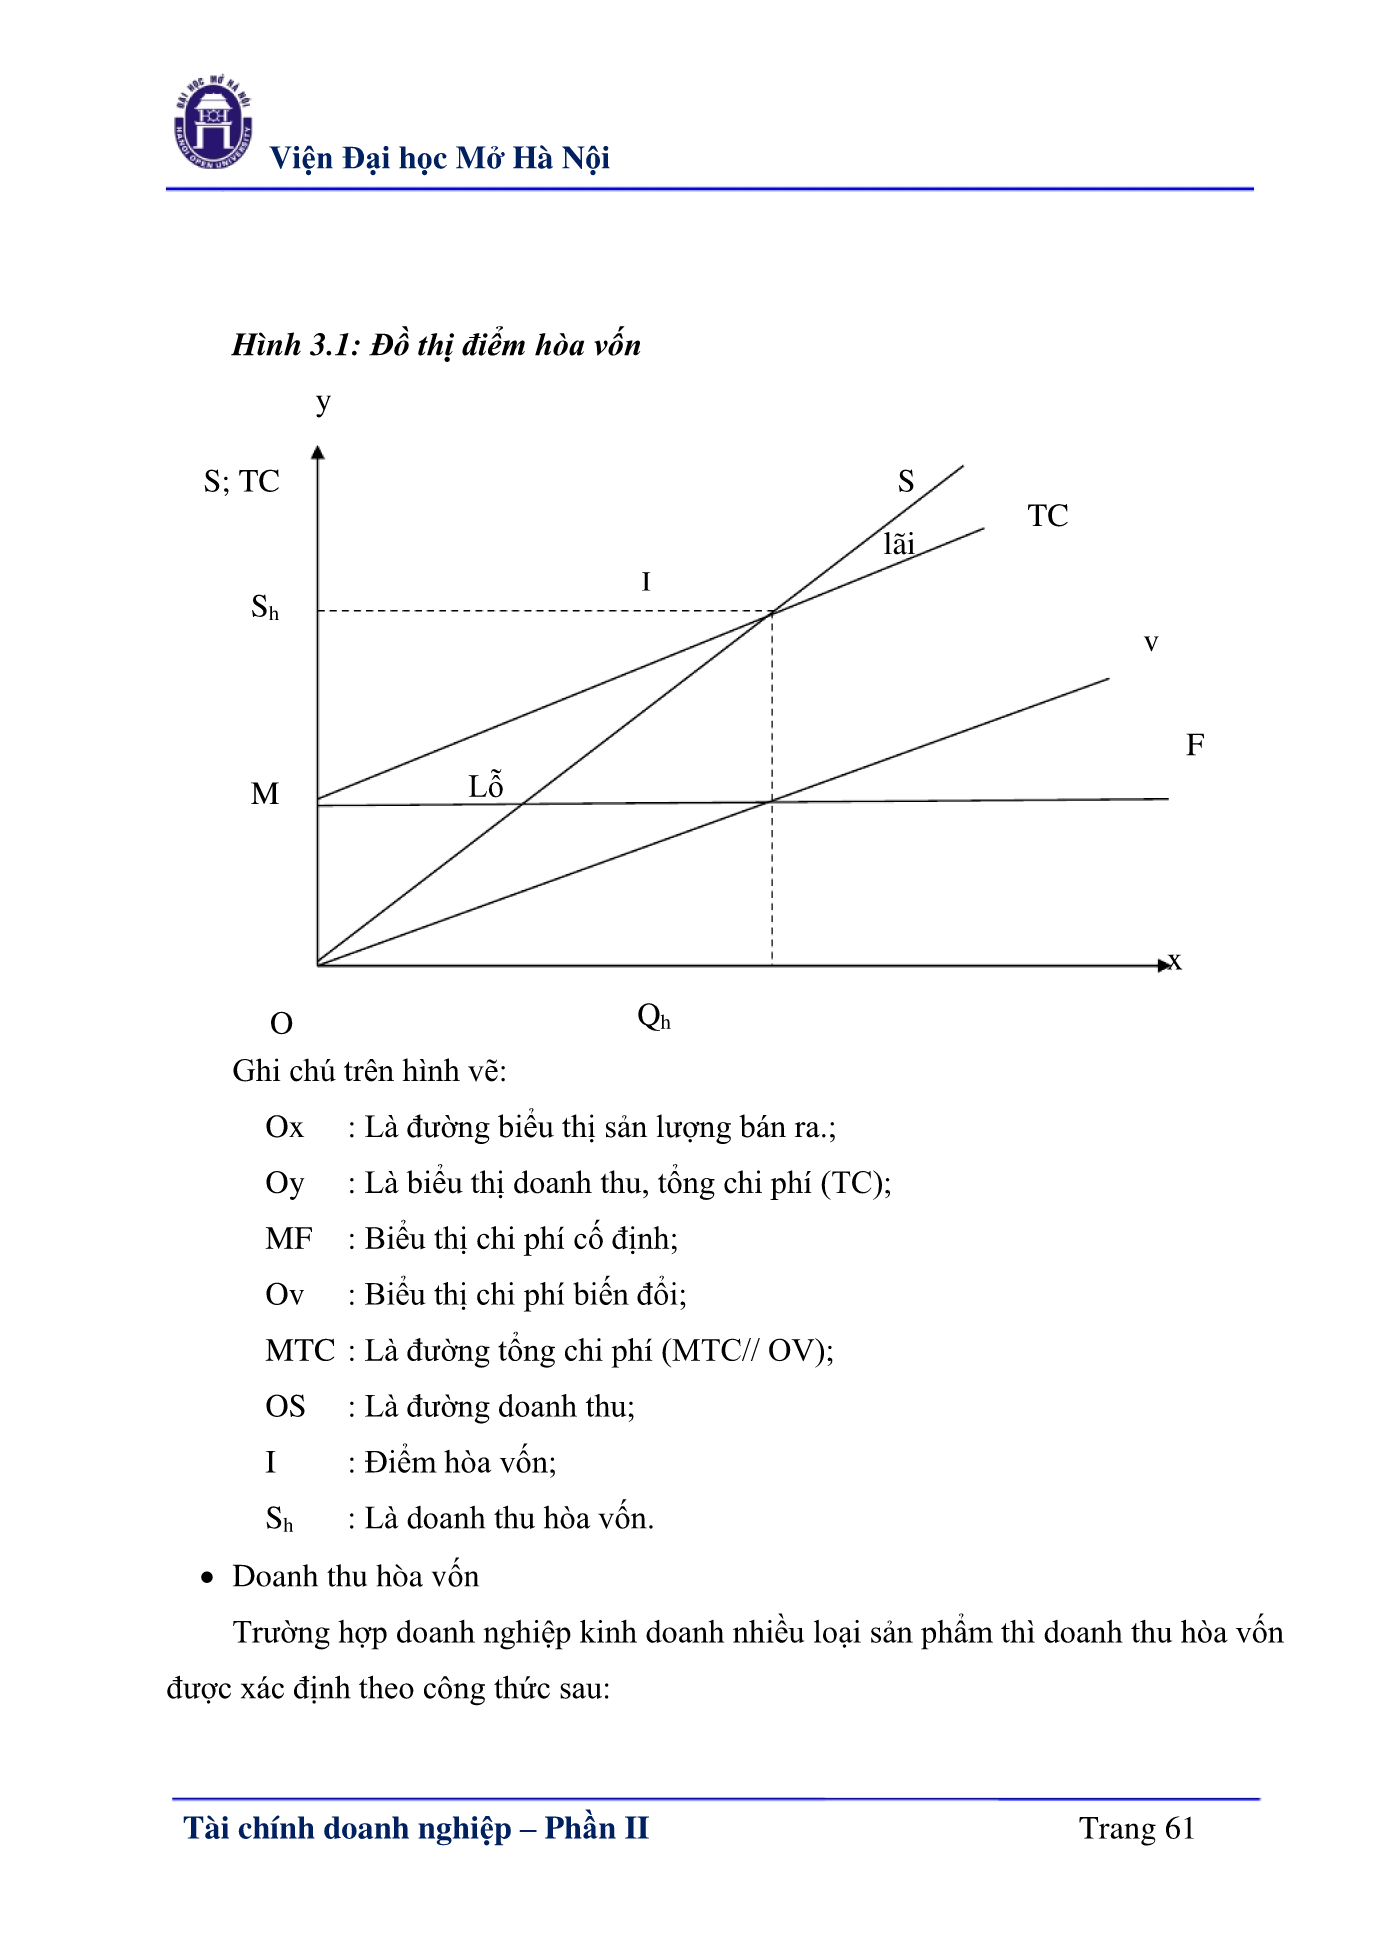 ĐẠI HỌC MỞ HÀ NỘI
HANOI OPEN UNIVERSITY
Viện Đại học Mở Hà Nội
Hình 3.1: Đồ thị điểm hòa vốn
y
S; TC
S
TC
lãi
I
Sh
v
F
M
Lỗ
x
O
Qh
Ghi chú trên hình vẽ:
Ox : Là đường biểu thị sản lượng bán ra.;
Oy : Là biểu thị doanh thu, tổng chi phí (TC);
MF : Biểu thị chi phí cố định;
Ov : Biểu thị chi phí biến đổi;
MTC : Là đường tổng chi phí (MTC// OV);
OS : Là đường doanh thu;
I : Điểm hòa vốn;
Sh : Là doanh thu hòa vốn.
• Doanh thu hòa vốn
Trường hợp doanh nghiệp kinh doanh nhiều loại sản phẩm thì doanh thu hòa vốn
được xác định theo công thức sau:
Tài chính doanh nghiệp – Phần II Trang 61